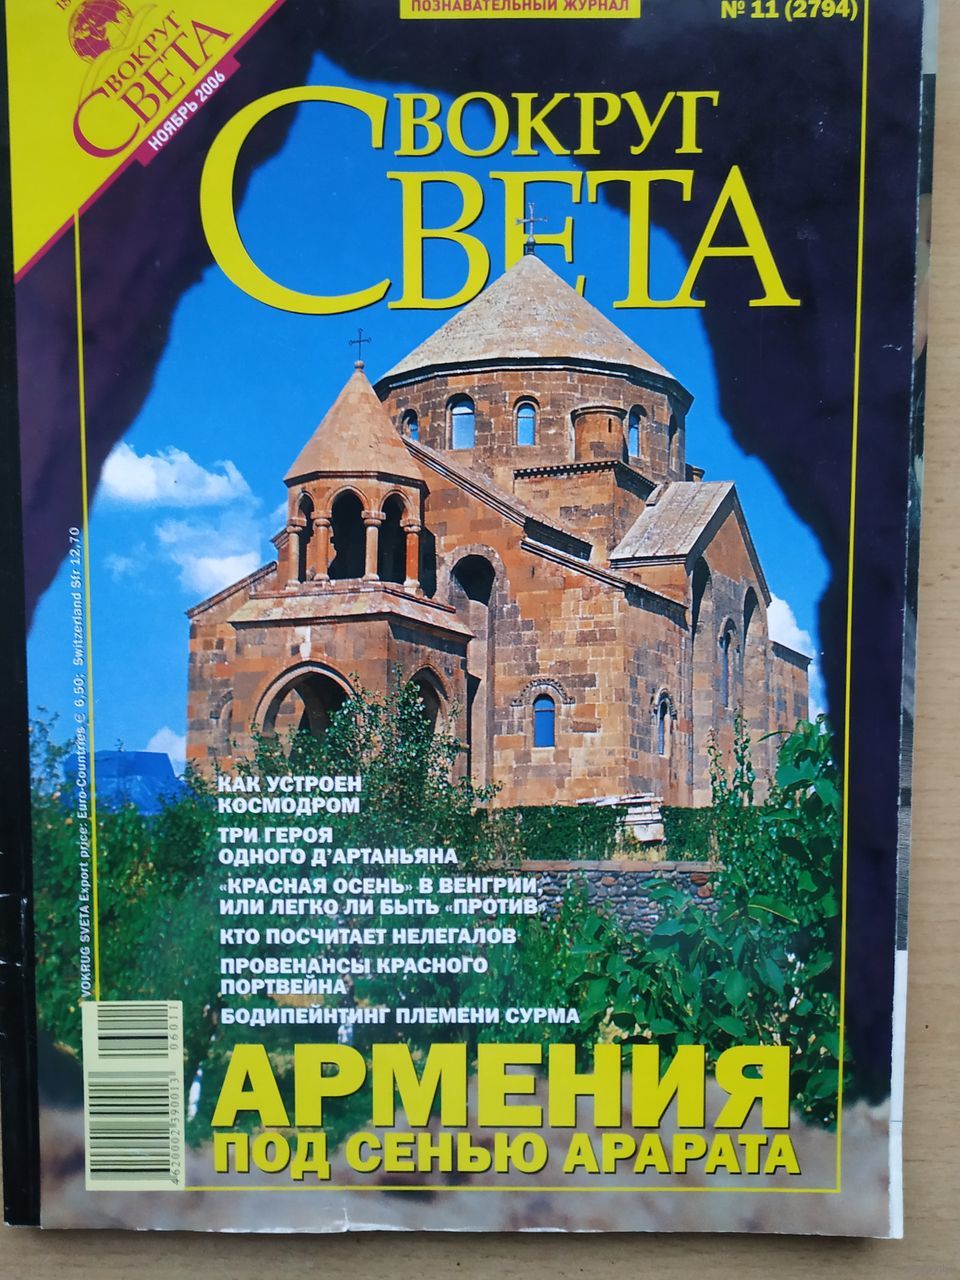 ПОЗНАВАТЕЛЬНЫЙ ЖУРНАЛ
№ 11 (2794)
ВОКРУГ
СВЕТА
НОЯБРЬ 2006
ВОКРУГ
СВЕТА
VOKRUG SVETA Export price: Euro-Countries € 6,50; Switzerland Sfr 12,70
КАК УСТРОЕН
КОСМОДРОМ
ТРИ ГЕРОЯ
ОДНОГО Д’АРТАНЬЯНА
«КРАСНАЯ ОСЕНЬ» В ВЕНГРИИ,
ИЛИ ЛЕГКО ЛИ БЫТЬ «ПРОТИВ»
КТО ПОСЧИТАЕТ НЕЛЕГАЛОВ
ПРОВЕНАНСЫ КРАСНОГО
ПОРТВЕЙНА
БОДИПЕЙНТИНГ ПЛЕМЕНИ СУРМА
АРМЕНИЯ
ПОД СЕНЬЮ АРАРАТА
06011
4620002390013